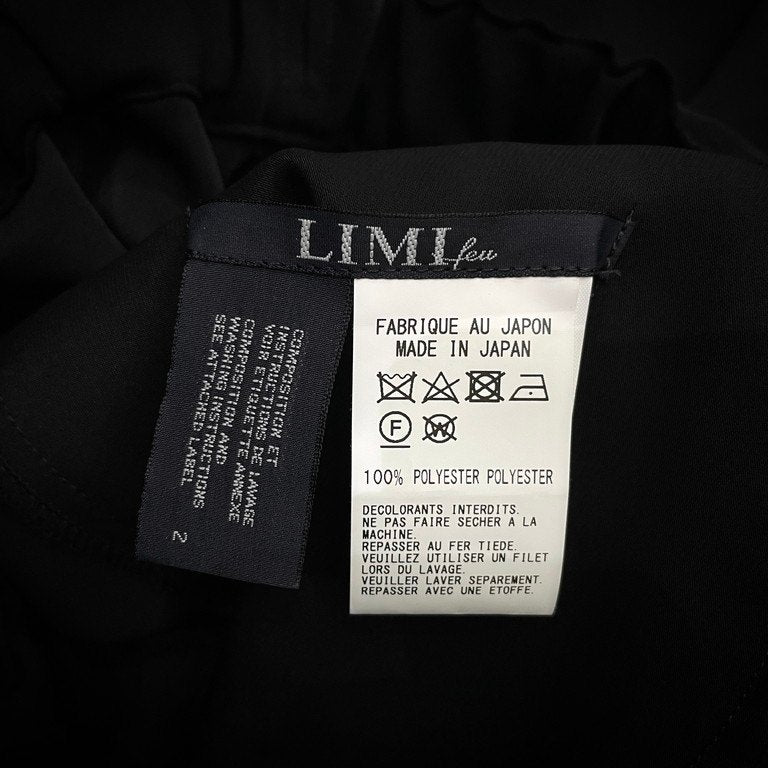 LIMI feu
COMPOSITION ET
INSTRUCTIONS DE LAVAGE
VOIR ETIQUETTE ANNEXE
COMPOSITION AND
WASHING INSTRUCTIONS
SEE ATTACHED LABEL
2
FABRIQUE AU JAPON
MADE IN JAPAN
F W
100% POLYESTER POLYESTER
DECOLORANTS INTERDITS.
NE PAS FAIRE SECHER A LA
MACHINE.
REPASSER AU FER TIEDE.
VEUILLEZ UTILISER UN FILET
LORS DU LAVAGE.
VEUILLER LAVER SEPAREMENT.
REPASSER AVEC UNE ETOFFE.